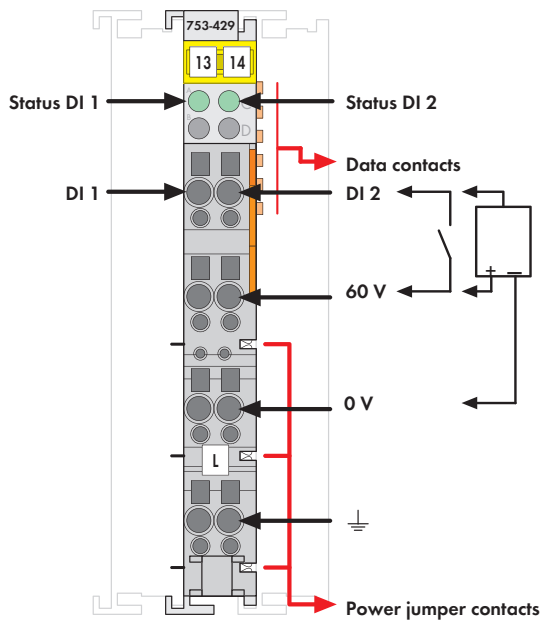 753-429
13 14
A C
B D
Status DI 1
Status DI 2
Data contacts
DI 1
DI 2
+ –
60 V
0 V
L
Power jumper contacts